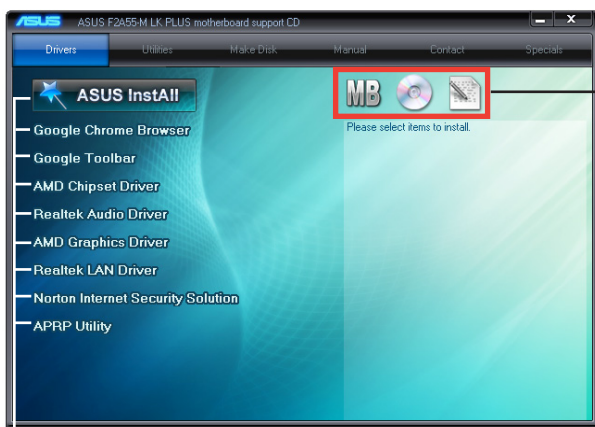 ASUS ASUS F2A55-M LK PLUS motherboard support CD
Drivers Utilities Make Disk Manual Contact Specials
ASUS InstAll
MB
Please select items to install.
Google Chrome Browser
Google Toolbar
AMD Chipset Driver
Realtek Audio Driver
AMD Graphics Driver
Realtek LAN Driver
Norton Internet Security Solution
APRP Utility